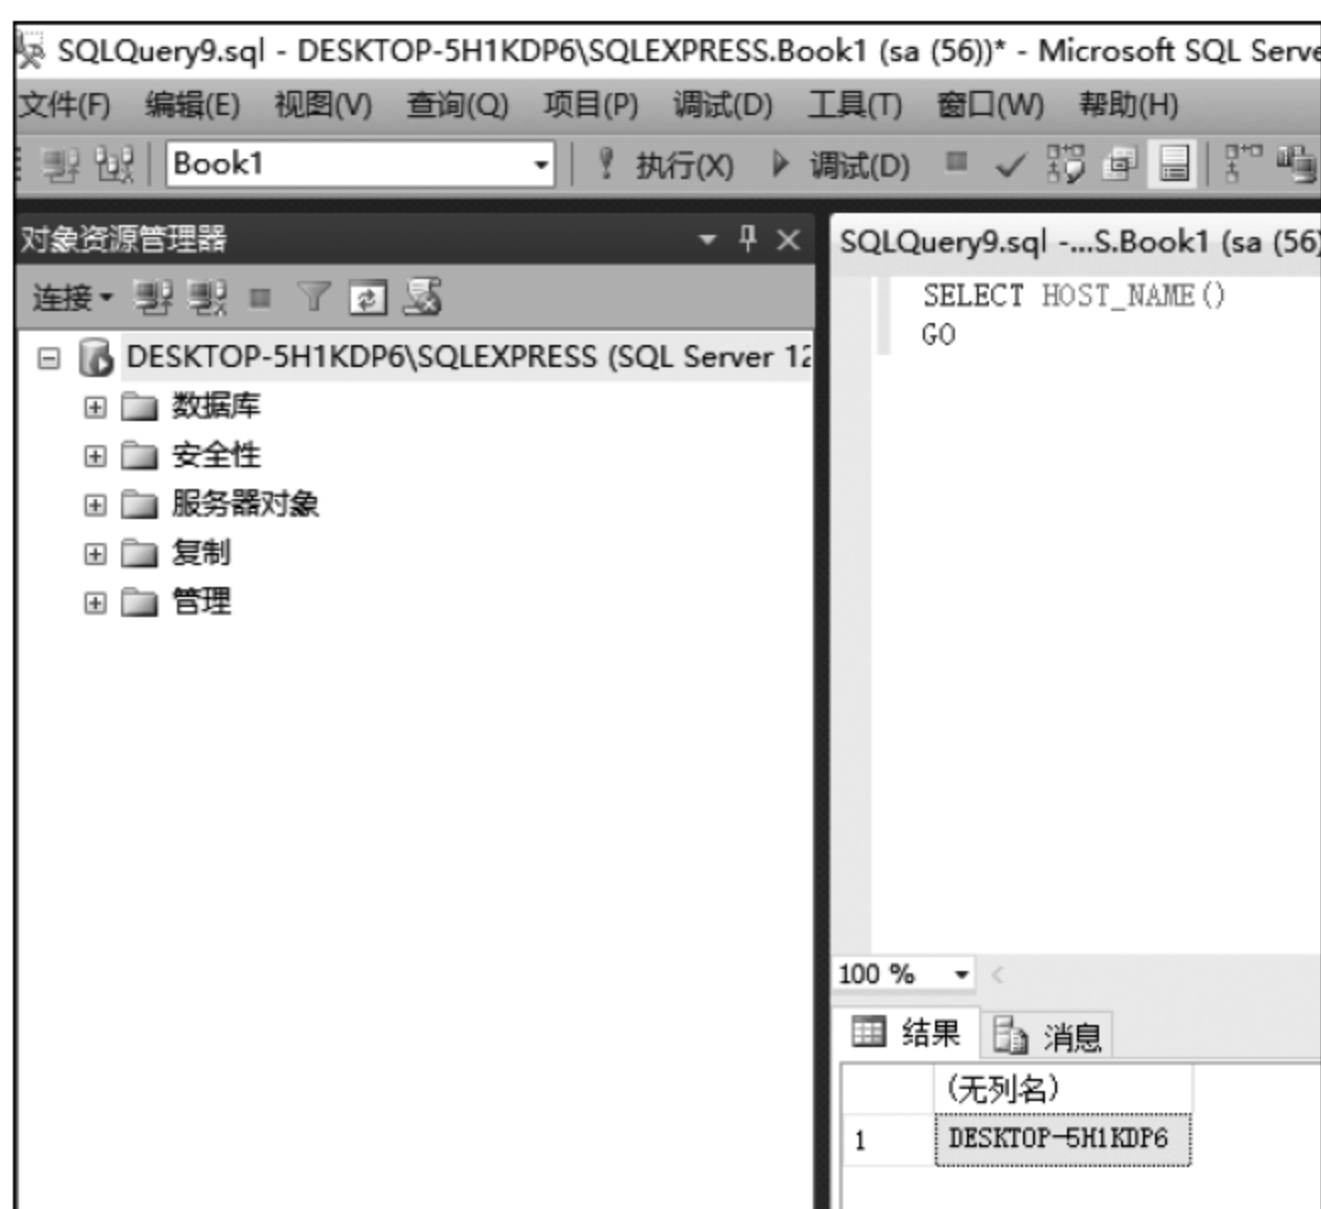 SQLQuery9.sql - DESKTOP-5H1KDP6\SQLEXPRESS.Book1 (sa (56))* - Microsoft SQL Serve
文件(F) 编辑(E) 视图(V) 查询(Q) 项目(P) 调试(D) 工具(T) 窗口(W) 帮助(H)
Book1 执行(X) 调试(D)
对象资源管理器
连接
DESKTOP-5H1KDP6\SQLEXPRESS (SQL Server 12
数据库
安全性
服务器对象
复制
管理
SQLQuery9.sql -...S.Book1 (sa (56)
SELECT HOST_NAME()
GO
100 %
结果 消息
(无列名)
1 DESKTOP-5H1KDP6